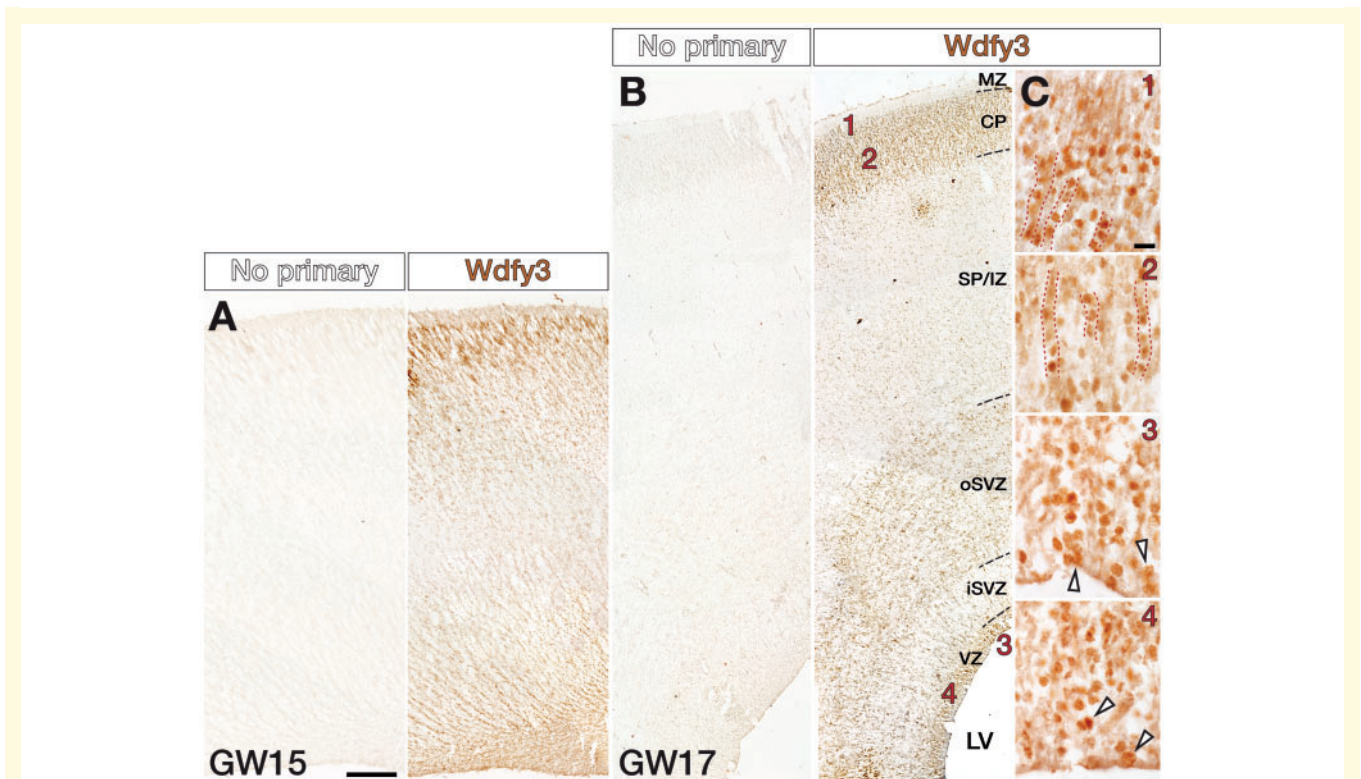 No primary
Wdfy3
B
MZ
C
1
CP
1
2
No primary
Wdfy3
2
SP/IZ
A
3
oSVZ
iSVZ
4
3
VZ
4
LV
GW15
GW17